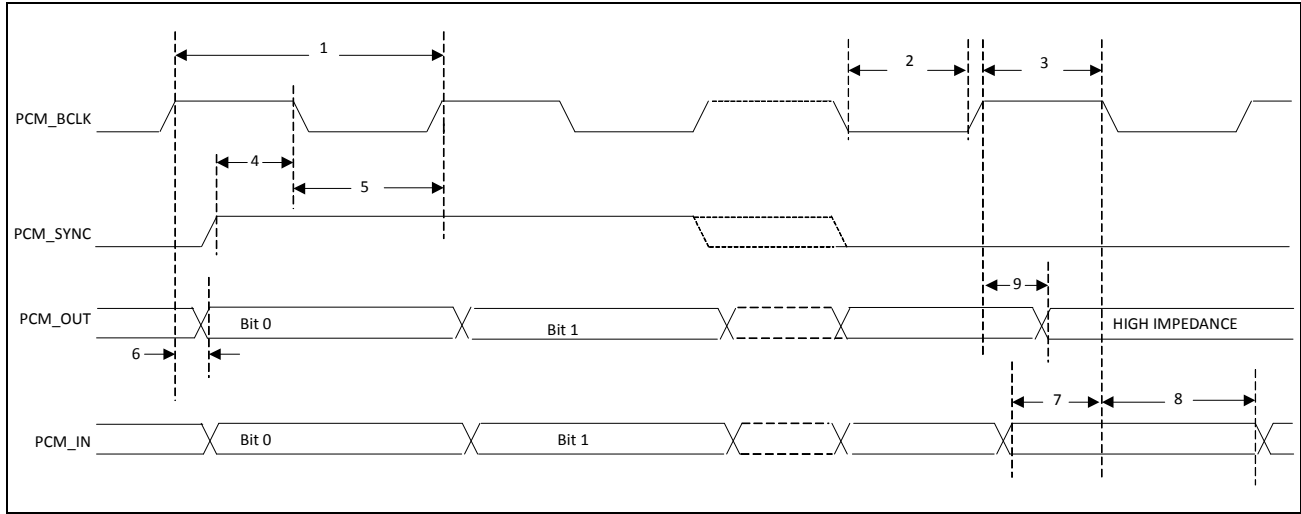 1
2
3
PCM_BCLK
4
5
PCM_SYNC
9
PCM_OUT
Bit 0
Bit 1
HIGH IMPEDANCE
6
7
8
PCM_IN
Bit 0
Bit 1